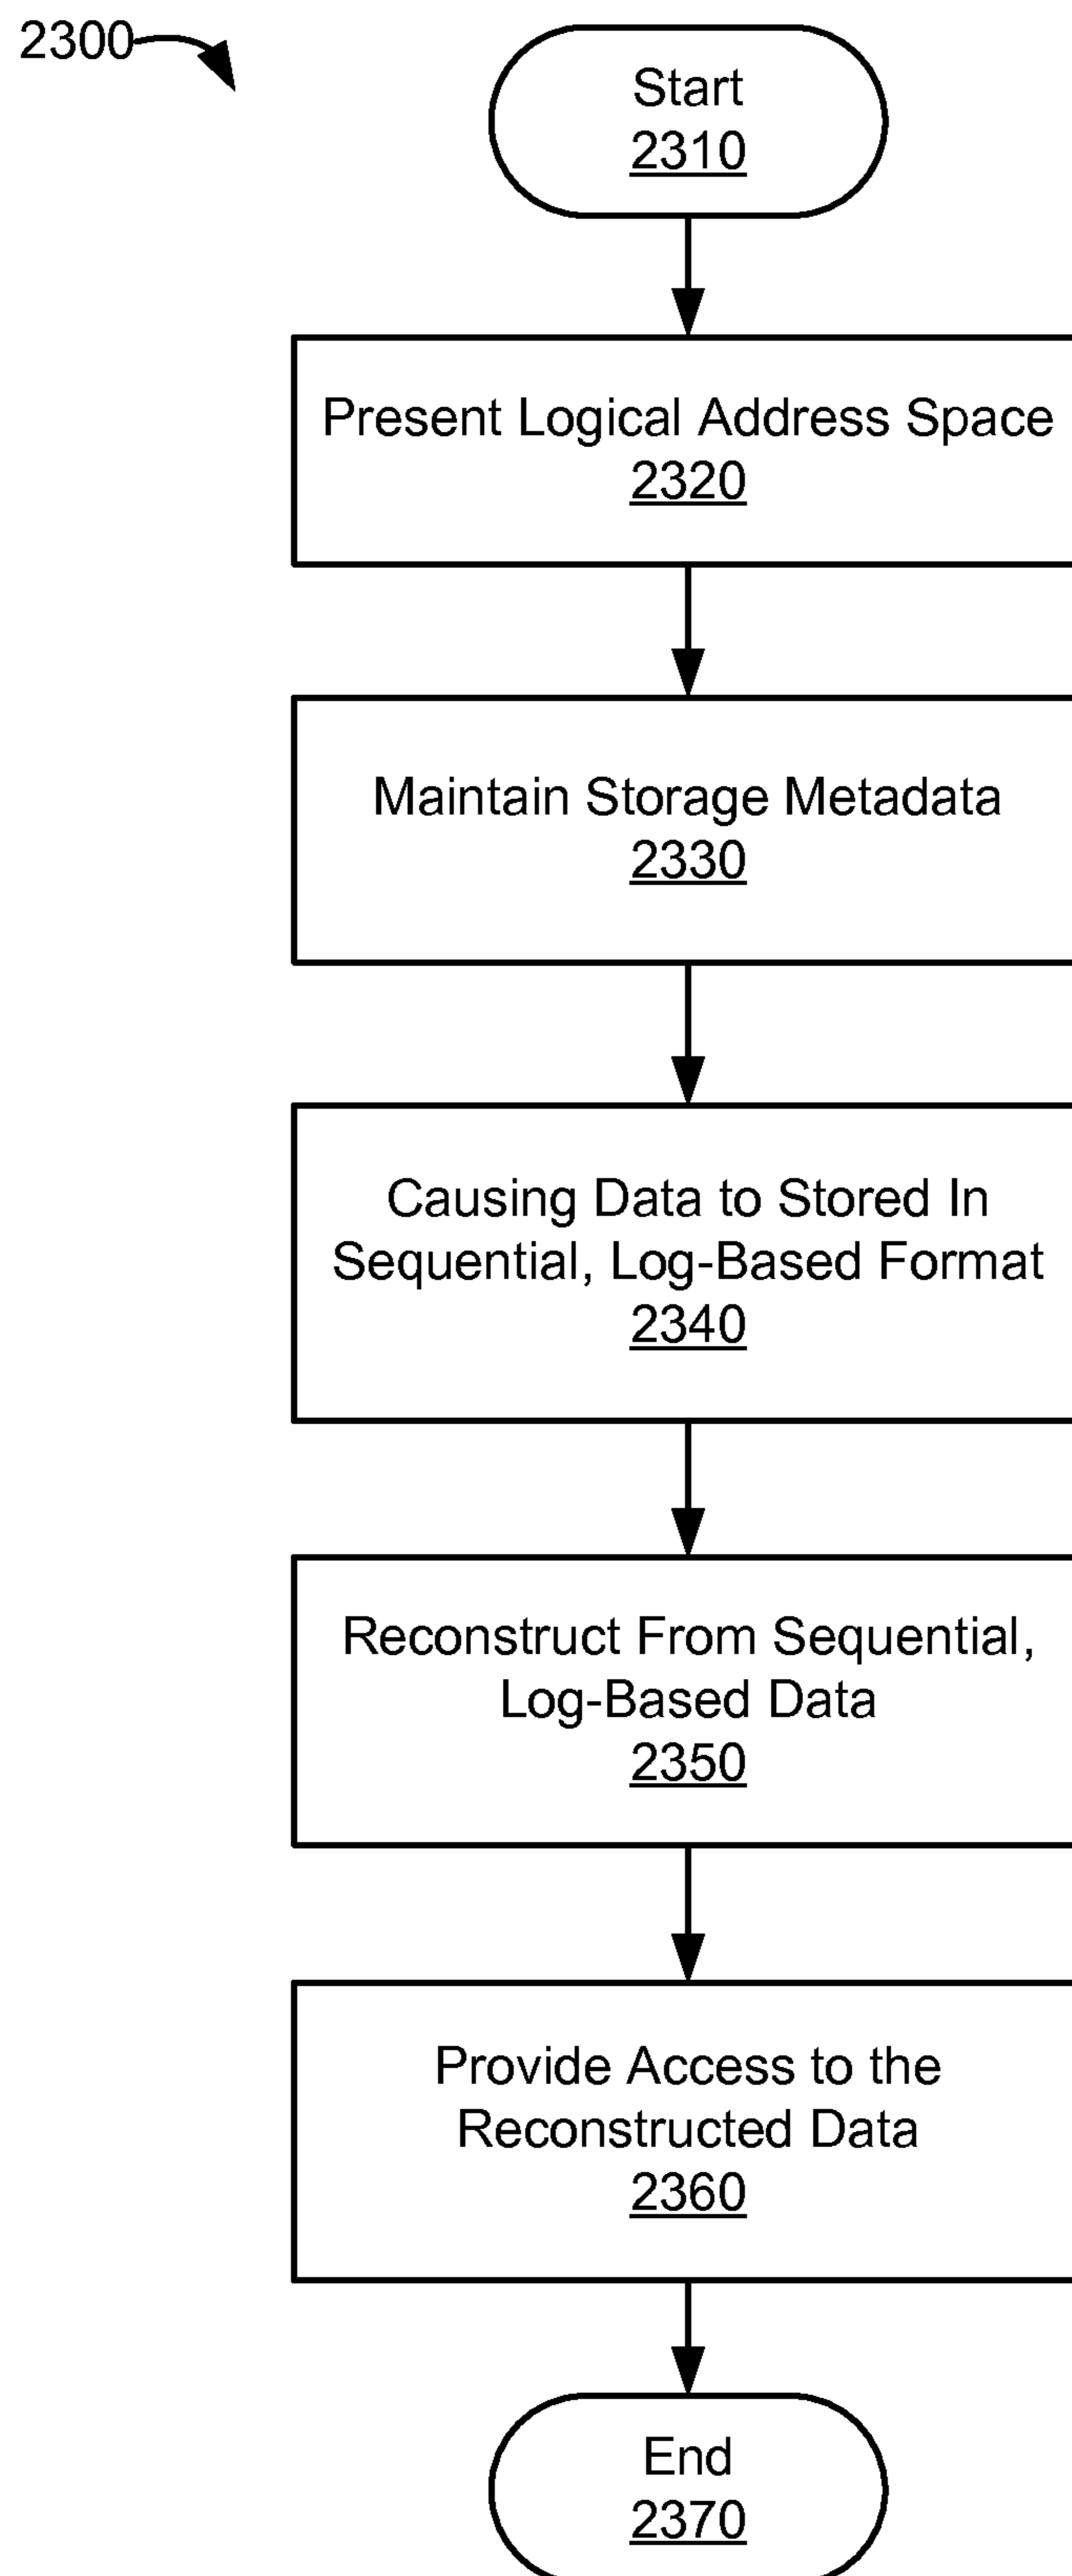 2300
Start
2310
Present Logical Address Space
2320
Maintain Storage Metadata
2330
Causing Data to Stored In
Sequential, Log-Based Format
2340
Reconstruct From Sequential,
Log-Based Data
2350
Provide Access to the
Reconstructed Data
2360
End
2370